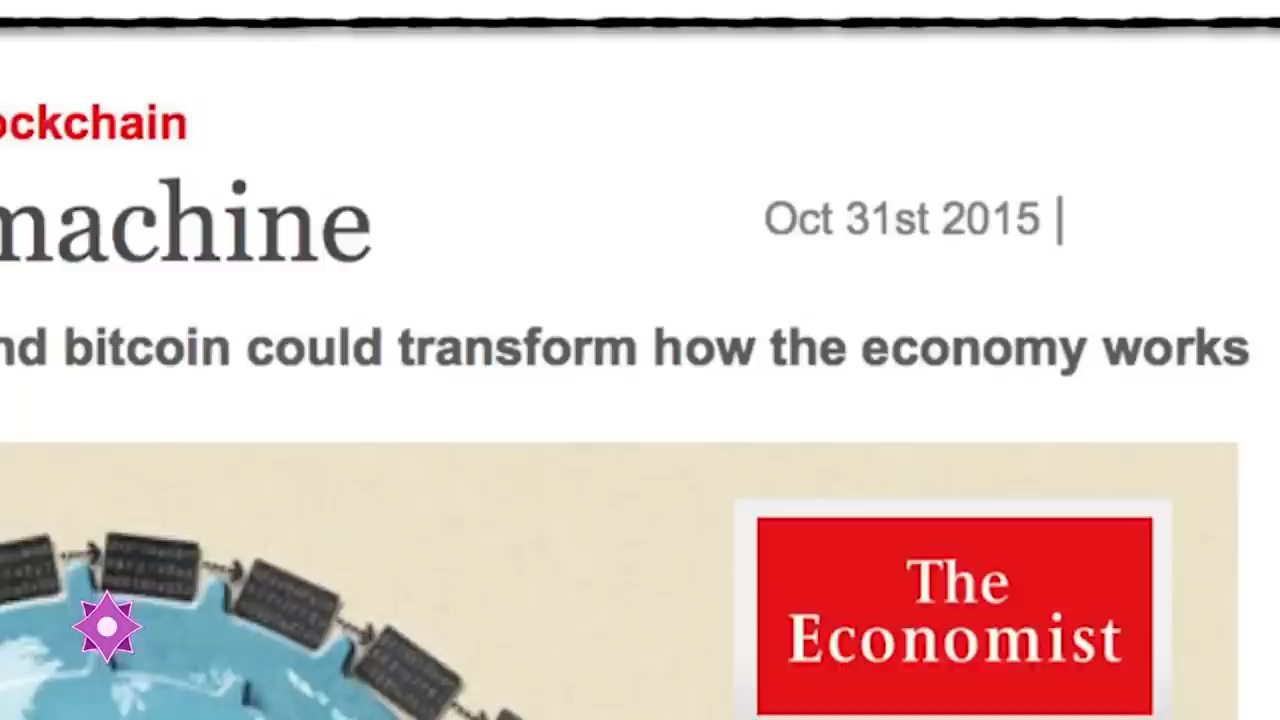 ockchain
machine
Oct 31st 2015 |
nd bitcoin could transform how the economy works
The
Economist